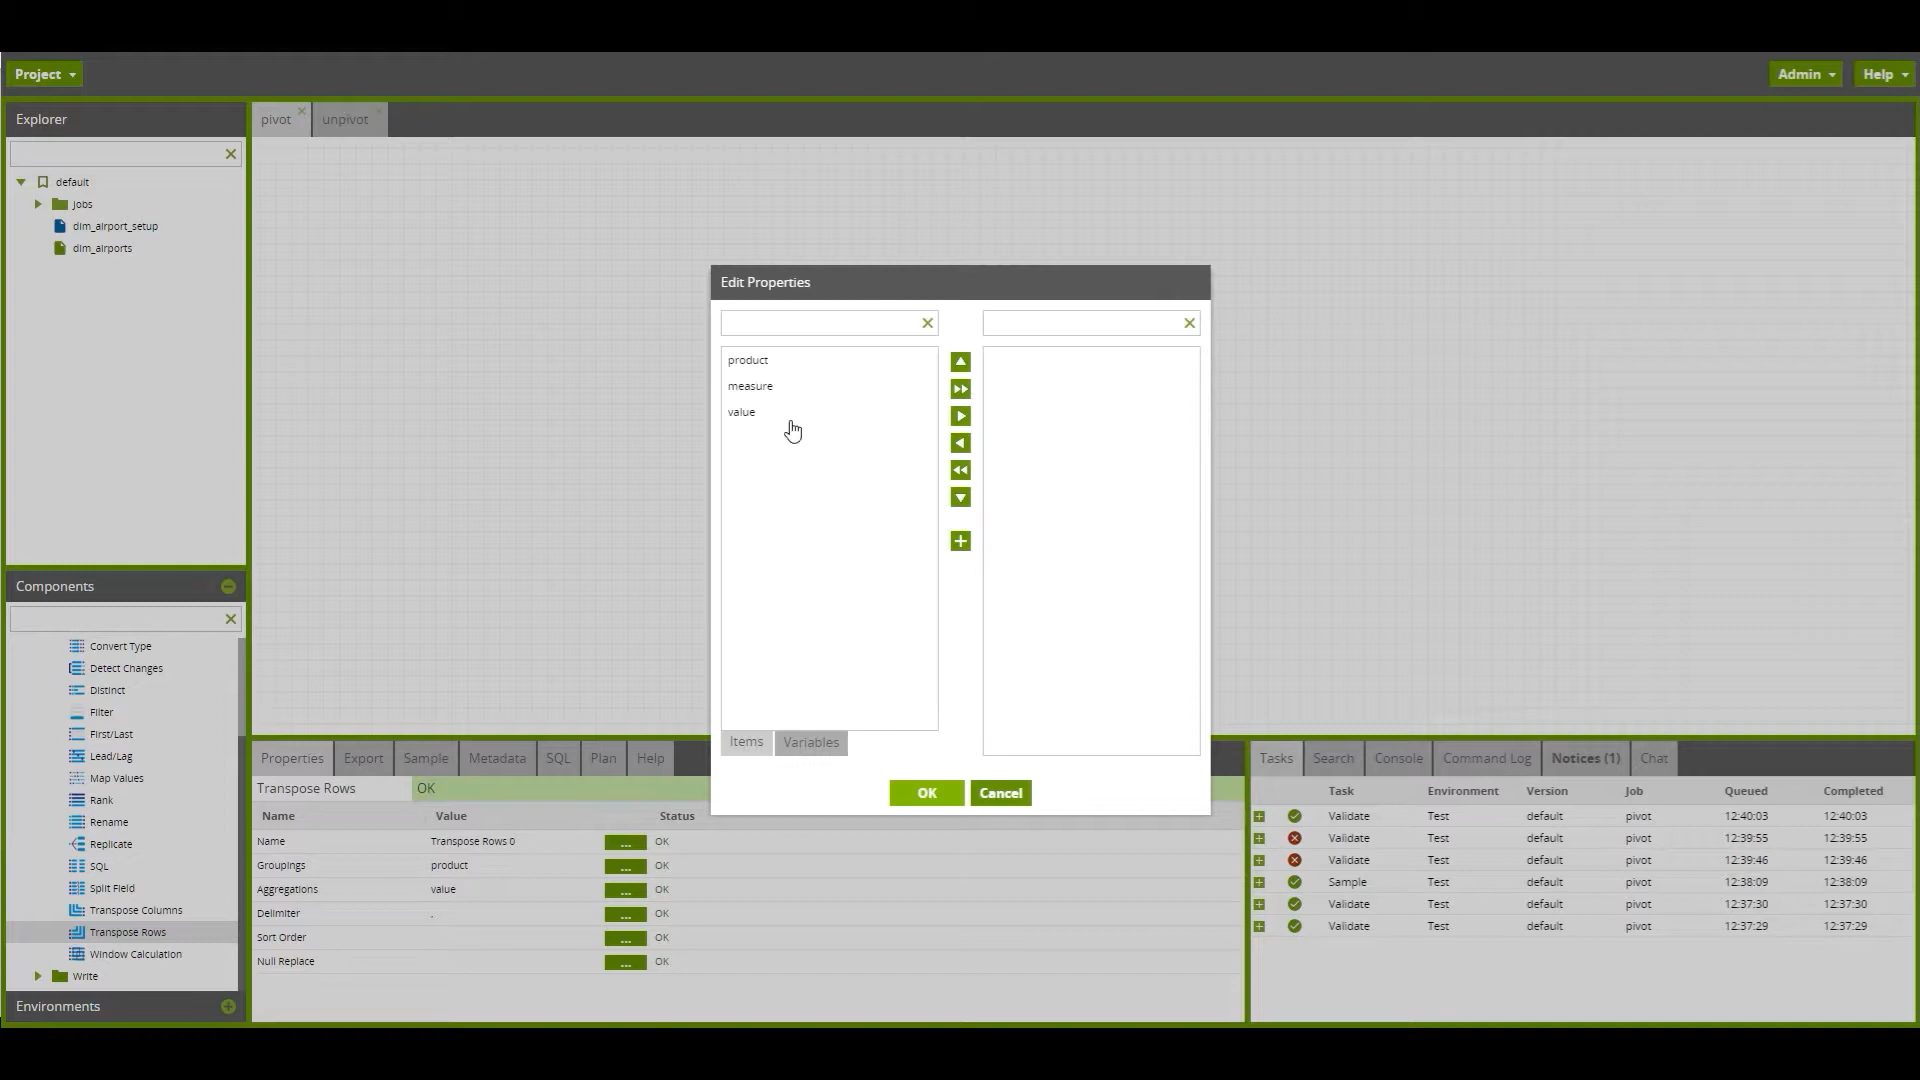 Project
Admin
Help
Explorer
pivot
unpivot
default
Jobs
dim_airport_setup
dim_airports
Edit Properties
product
measure
value
Items
Variables
OK
Cancel
Components
Convert Type
Detect Changes
Distinct
Filter
First/Last
Lead/Lag
Map Values
Rank
Rename
Replicate
SQL
Split Field
Transpose Columns
Transpose Rows
Window Calculation
Write
Environments
Properties Export Sample Metadata SQL Plan Help
Transpose Rows OK
Name Value Status
Name Transpose Rows 0 ... OK
Groupings product ... OK
Aggregations value ... OK
Delimiter . ... OK
Sort Order ... OK
Null Replace ... OK
Tasks Search Console Command Log Notices (1) Chat
Task Environment Version Job Queued Completed
Validate Test default pivot 12:40:03 12:40:03
Validate Test default pivot 12:39:55 12:39:55
Validate Test default pivot 12:39:46 12:39:46
Sample Test default pivot 12:38:09 12:38:09
Validate Test default pivot 12:37:30 12:37:30
Validate Test default pivot 12:37:29 12:37:29